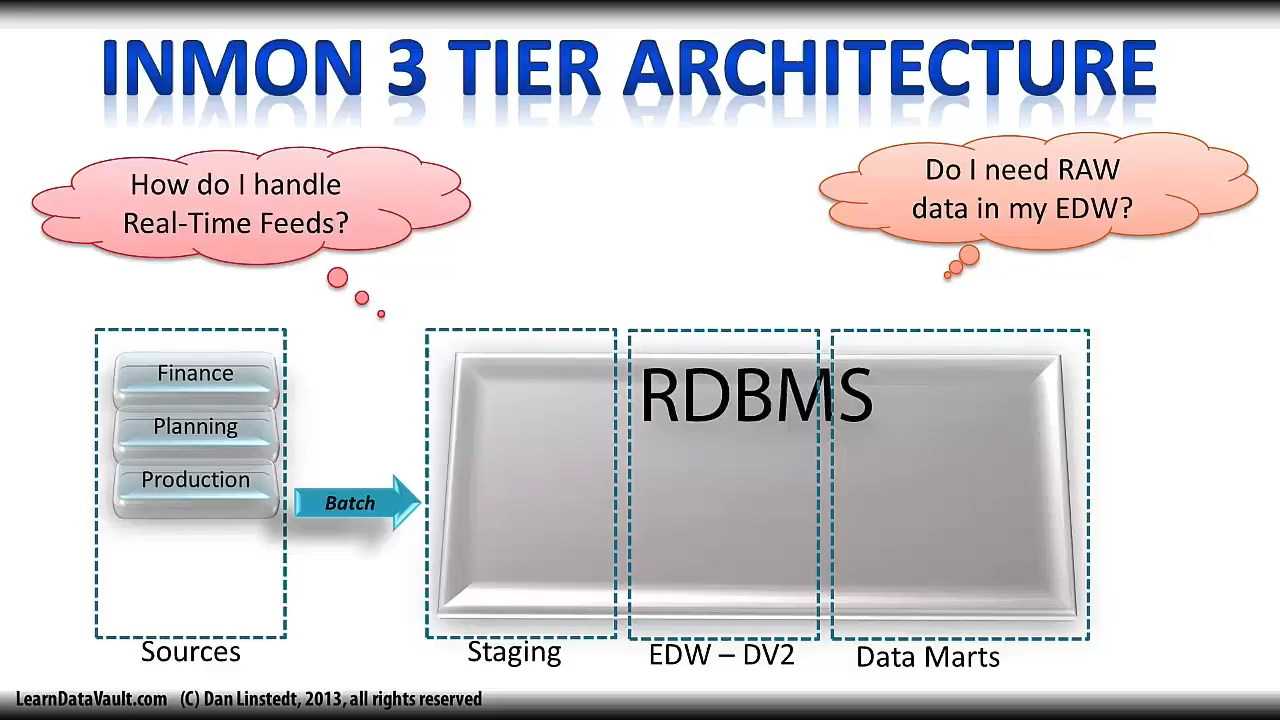 INMON 3 TIER ARCHITECTURE
How do I handle
Real-Time Feeds?
Do I need RAW
data in my EDW?
Finance
Planning
Production
Batch
RDBMS
Sources
Staging
EDW – DV2
Data Marts
LearnDataVault.com (C) Dan Linstedt, 2013, all rights reserved